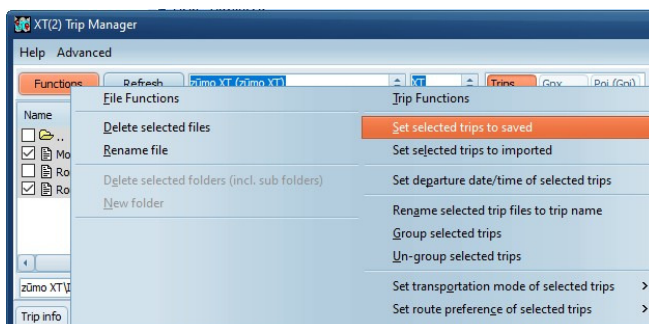 XT(2) Trip Manager
Help Advanced
Functions Refresh zūmo XT (zūmo XT) XT Trips Gpx Poi (Gpi)
Name
..
Mo
Ro
Ro
File Functions
Delete selected files
Rename file
Delete selected folders (incl. sub folders)
New folder
Trip Functions
Set selected trips to saved
Set selected trips to imported
Set departure date/time of selected trips
Rename selected trip files to trip name
Group selected trips
Un-group selected trips
Set transportation mode of selected trips >
Set route preference of selected trips >
zūmo XT\I
Trip info